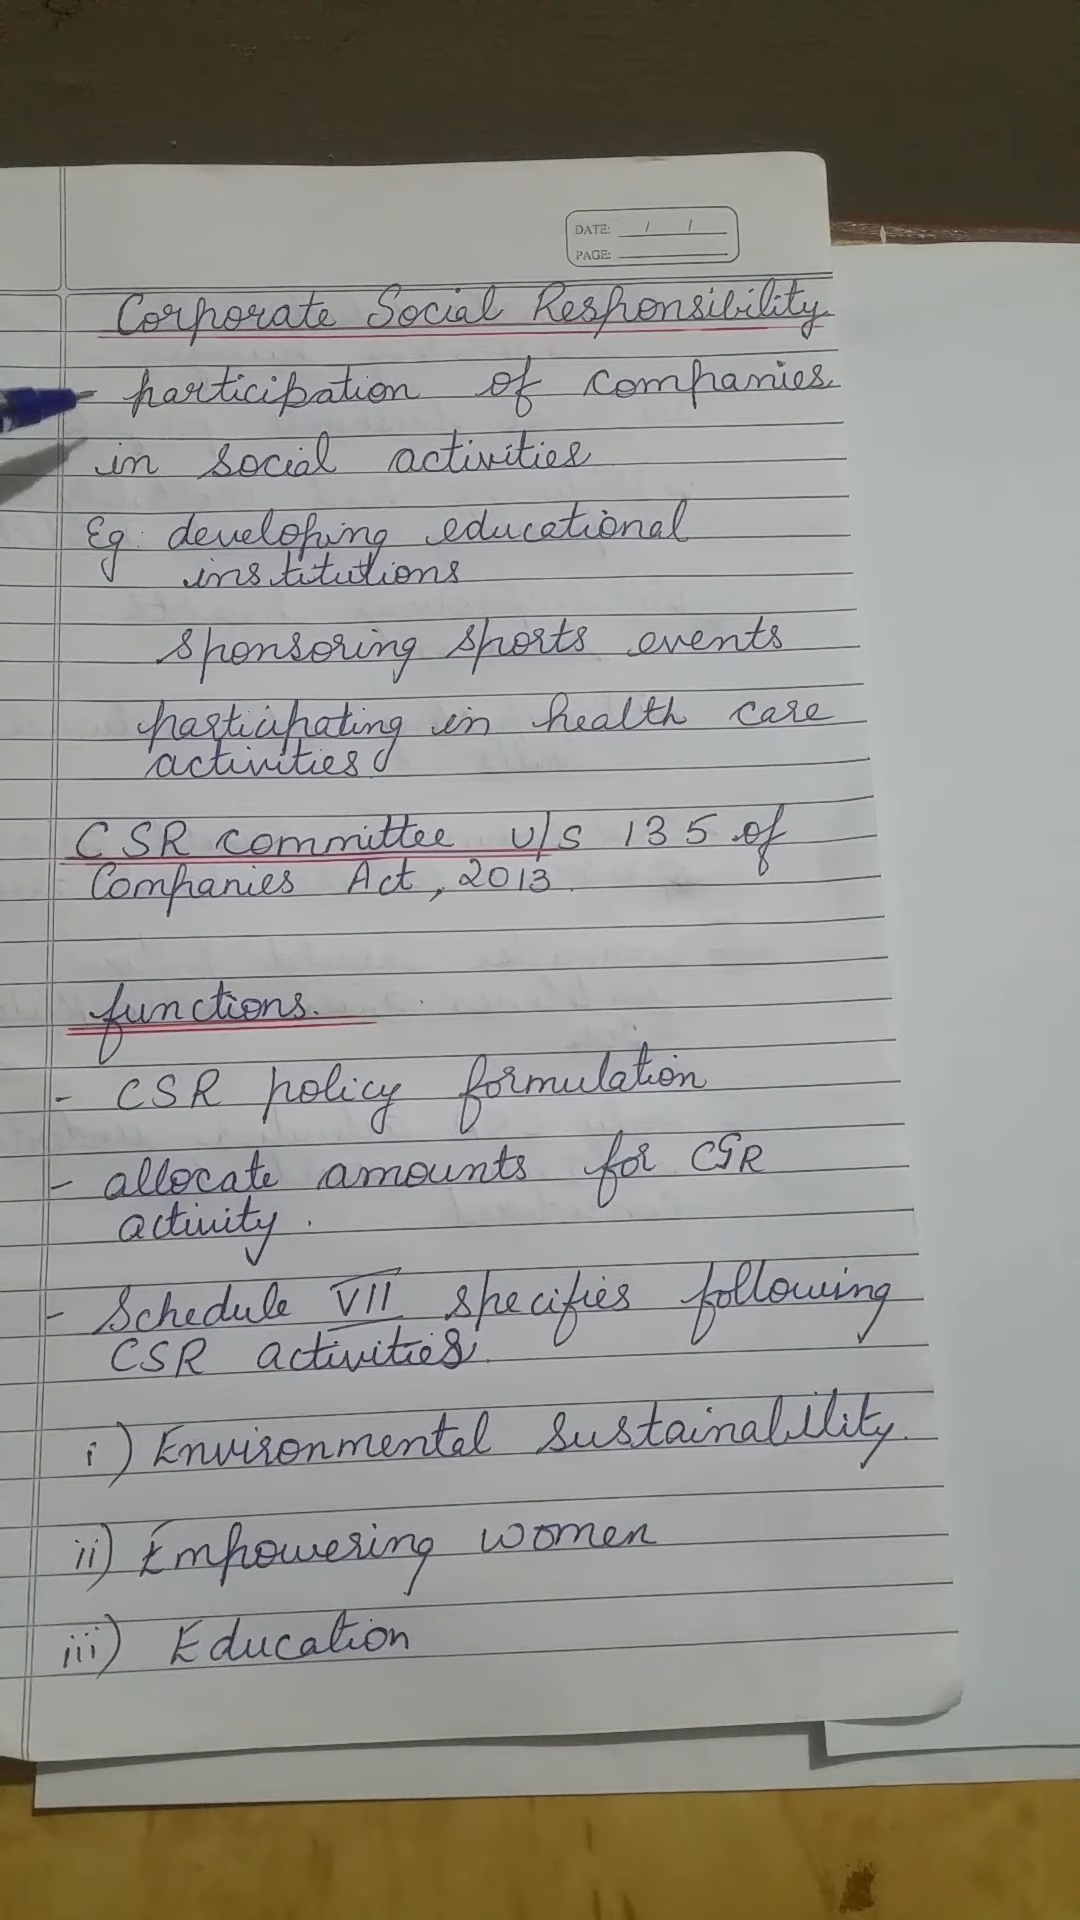 DATE: / /
PAGE:
Corporate Social Responsibility
- participation of companies
in social activities
Eg: developing educational
institutions
sponsoring sports events
participating in health care
activities
CSR committee u/s 135 of
Companies Act, 2013.
functions.
- CSR policy formulation
- allocate amounts for CSR
activity.
- Schedule VII specifies following
CSR activities.
i) Environmental Sustainability.
ii) Empowering women
iii) Education